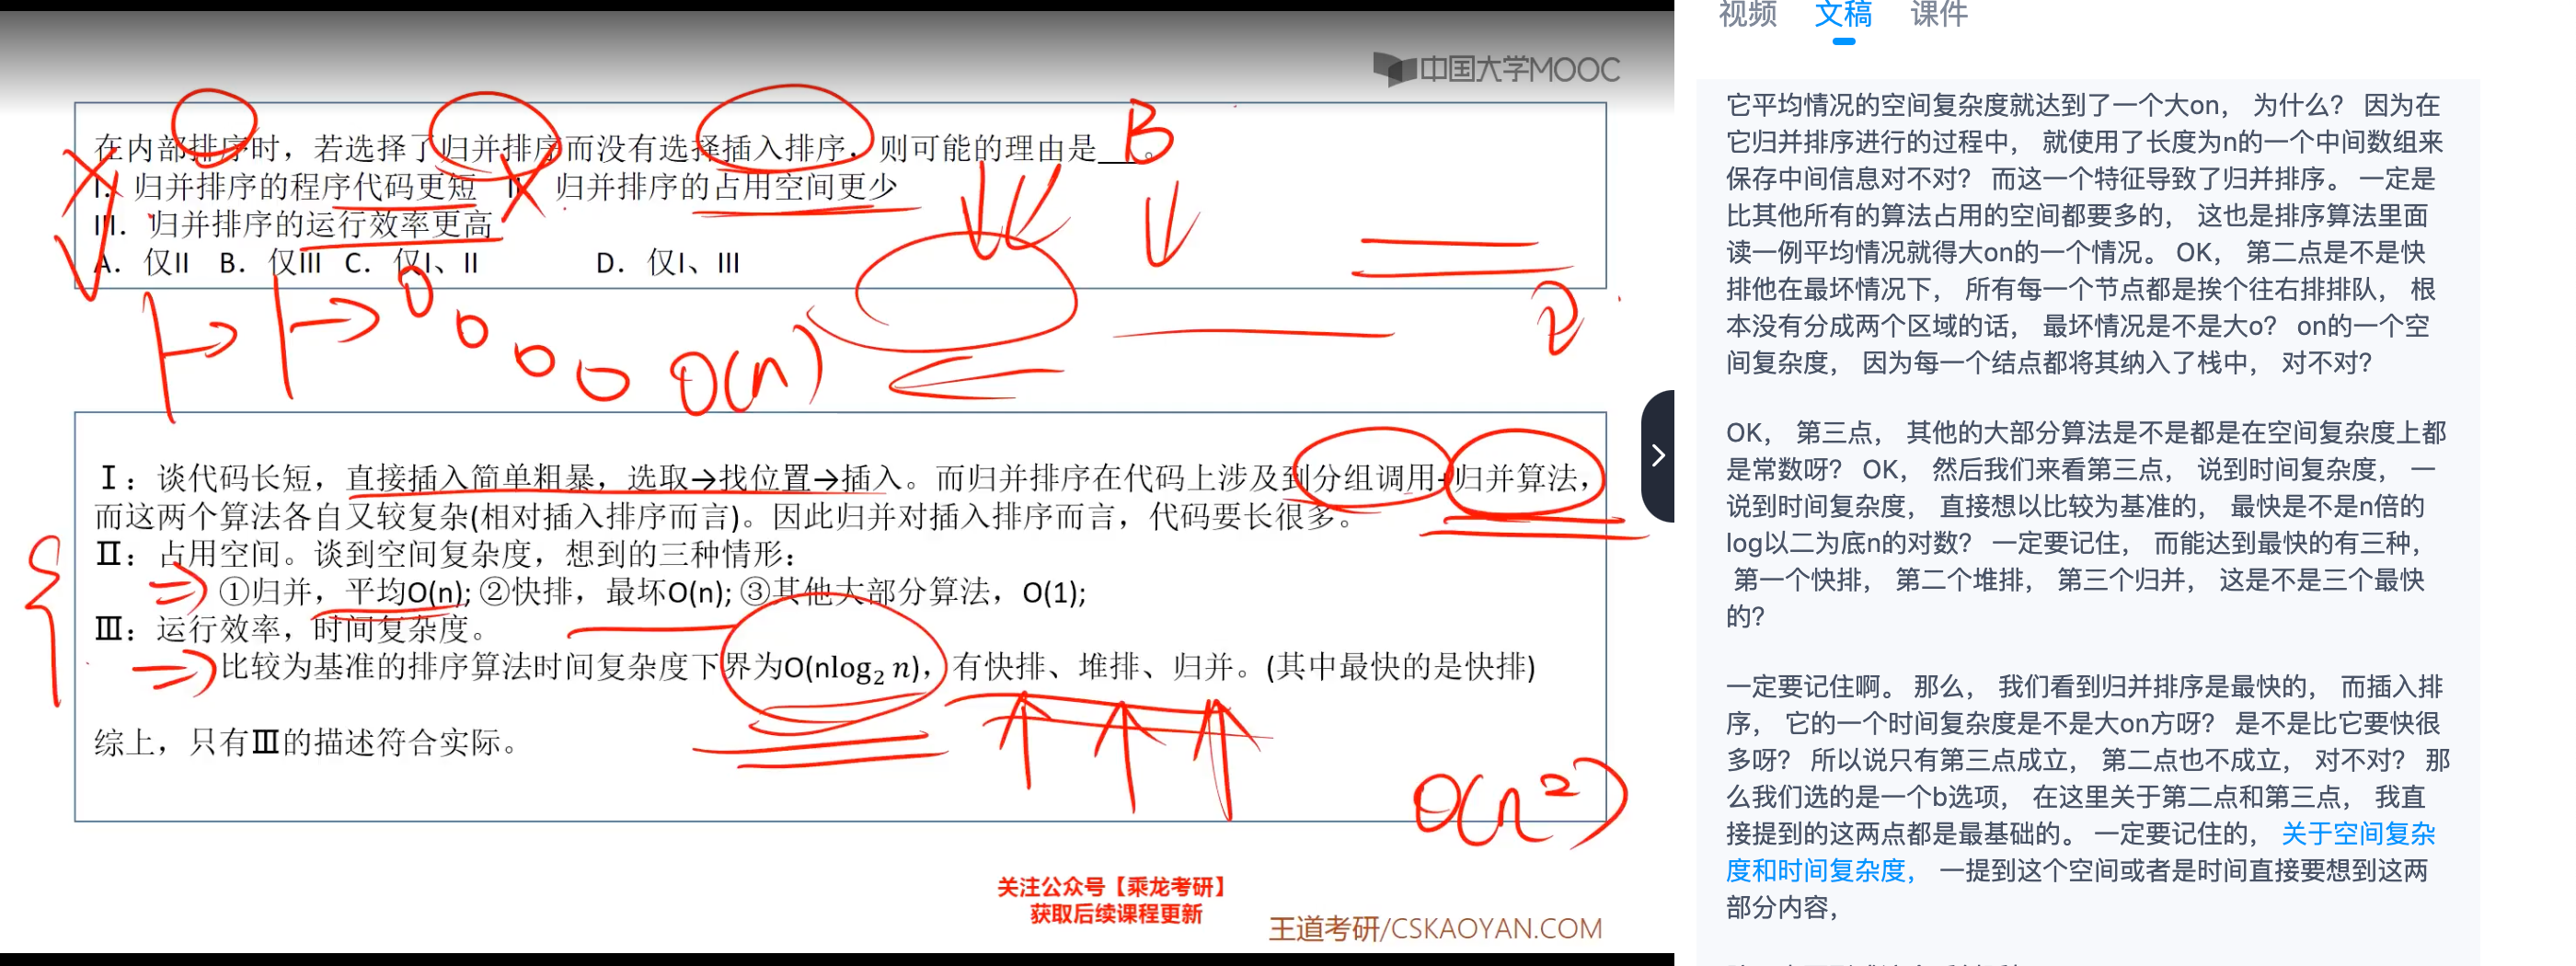 中国大学MOOC
在内部排序时，若选择了归并排序而没有选择插入排序，则可能的理由是___。
B
I. 归并排序的程序代码更短 II. 归并排序的占用空间更少
III. 归并排序的运行效率更高
A. 仅II B. 仅III C. 仅I、II D. 仅I、III
O(n)
Ⅰ：谈代码长短，直接插入简单粗暴，选取→找位置→插入。而归并排序在代码上涉及到分组调用+归并算法，
而这两个算法各自又较复杂(相对插入排序而言)。因此归并对插入排序而言，代码要长很多。
Ⅱ：占用空间。谈到空间复杂度，想到的三种情形：
①归并，平均O(n); ②快排，最坏O(n); ③其他大部分算法，O(1);
Ⅲ：运行效率，时间复杂度。
比较为基准的排序算法时间复杂度下界为O(nlog₂ n)，有快排、堆排、归并。(其中最快的是快排)
综上，只有Ⅲ的描述符合实际。
O(n²)
关注公众号【乘龙考研】
获取后续课程更新
王道考研/CSKAOYAN.COM
视频 文稿 课件
它平均情况的空间复杂度就达到了一个大on， 为什么？ 因为在
它归并排序进行的过程中， 就使用了长度为n的一个中间数组来
保存中间信息对不对？ 而这一个特征导致了归并排序。 一定是
比其他所有的算法占用的空间都要多的， 这也是排序算法里面
读一例平均情况就得大on的一个情况。 OK， 第二点是不是快
排他在最坏情况下， 所有每一个节点都是挨个往右排排队， 根
本没有分成两个区域的话， 最坏情况是不是大o？ on的一个空
间复杂度， 因为每一个结点都将其纳入了栈中， 对不对？
OK， 第三点， 其他的大部分算法是不是都是在空间复杂度上都
是常数呀？ OK， 然后我们来看第三点， 说到时间复杂度， 一
说到时间复杂度， 直接想以比较为基准的， 最快是不是n倍的
log以二为底n的对数？ 一定要记住， 而能达到最快的有三种，
第一个快排， 第二个堆排， 第三个归并， 这是不是三个最快
的？
一定要记住啊。 那么， 我们看到归并排序是最快的， 而插入排
序， 它的一个时间复杂度是不是大on方呀？ 是不是比它要快很
多呀？ 所以说只有第三点成立， 第二点也不成立， 对不对？ 那
么我们选的是一个b选项， 在这里关于第二点和第三点， 我直
接提到的这两点都是最基础的。 一定要记住的， 关于空间复杂
度和时间复杂度， 一提到这个空间或者是时间直接要想到这两
部分内容，